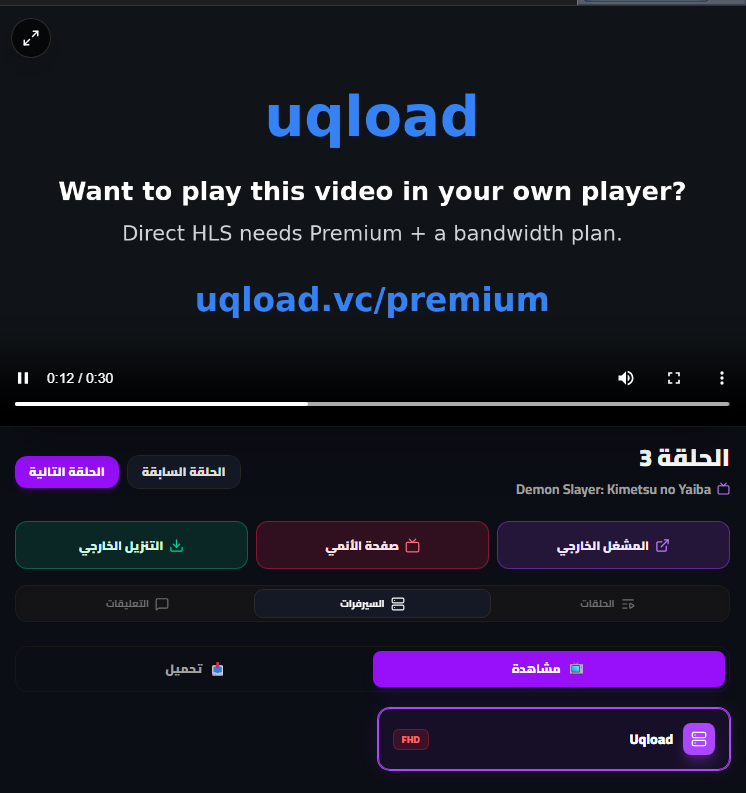 uqload
Want to play this video in your own player?
Direct HLS needs Premium + a bandwidth plan.
uqload.vc/premium
0:12 / 0:30
الحلقة 3
Demon Slayer: Kimetsu no Yaiba
الحلقة السابقة
الحلقة التالية
المشغل الخارجي
صفحة الأنمي
التنزيل الخارجي
الحلقات
السيرفرات
التعليقات
مشاهدة
تحميل
Uqload
FHD